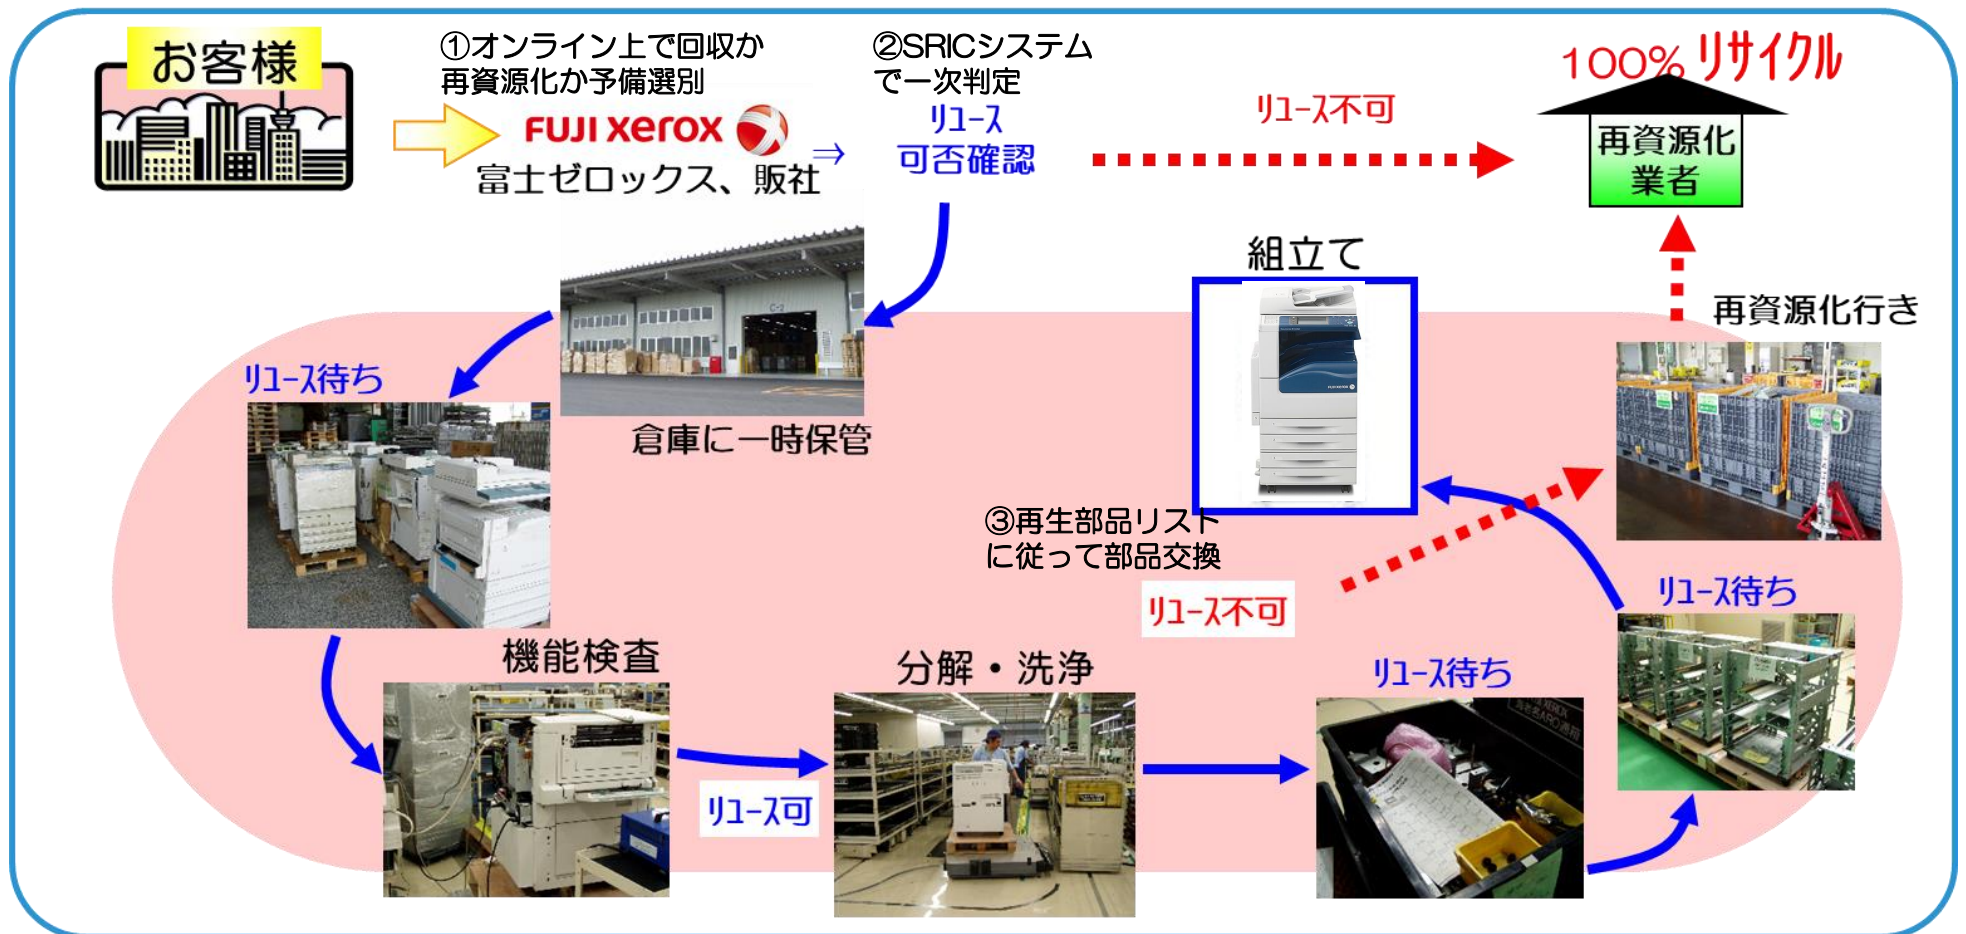 お客様
①オンライン上で回収か
再資源化か予備選別
FUJI xerox
富士ゼロックス、販社
⇒
②SRICシステム
で一次判定
ﾘﾕｰｽ
可否確認
ﾘﾕｰｽ不可
100%ﾘｻｲｸﾙ
再資源化
業者
組立て
再資源化行き
ﾘﾕｰｽ待ち
倉庫に一時保管
③再生部品リスト
に従って部品交換
ﾘﾕｰｽ不可
ﾘﾕｰｽ待ち
機能検査
分解・洗浄
ﾘﾕｰｽ待ち
ﾘﾕｰｽ可